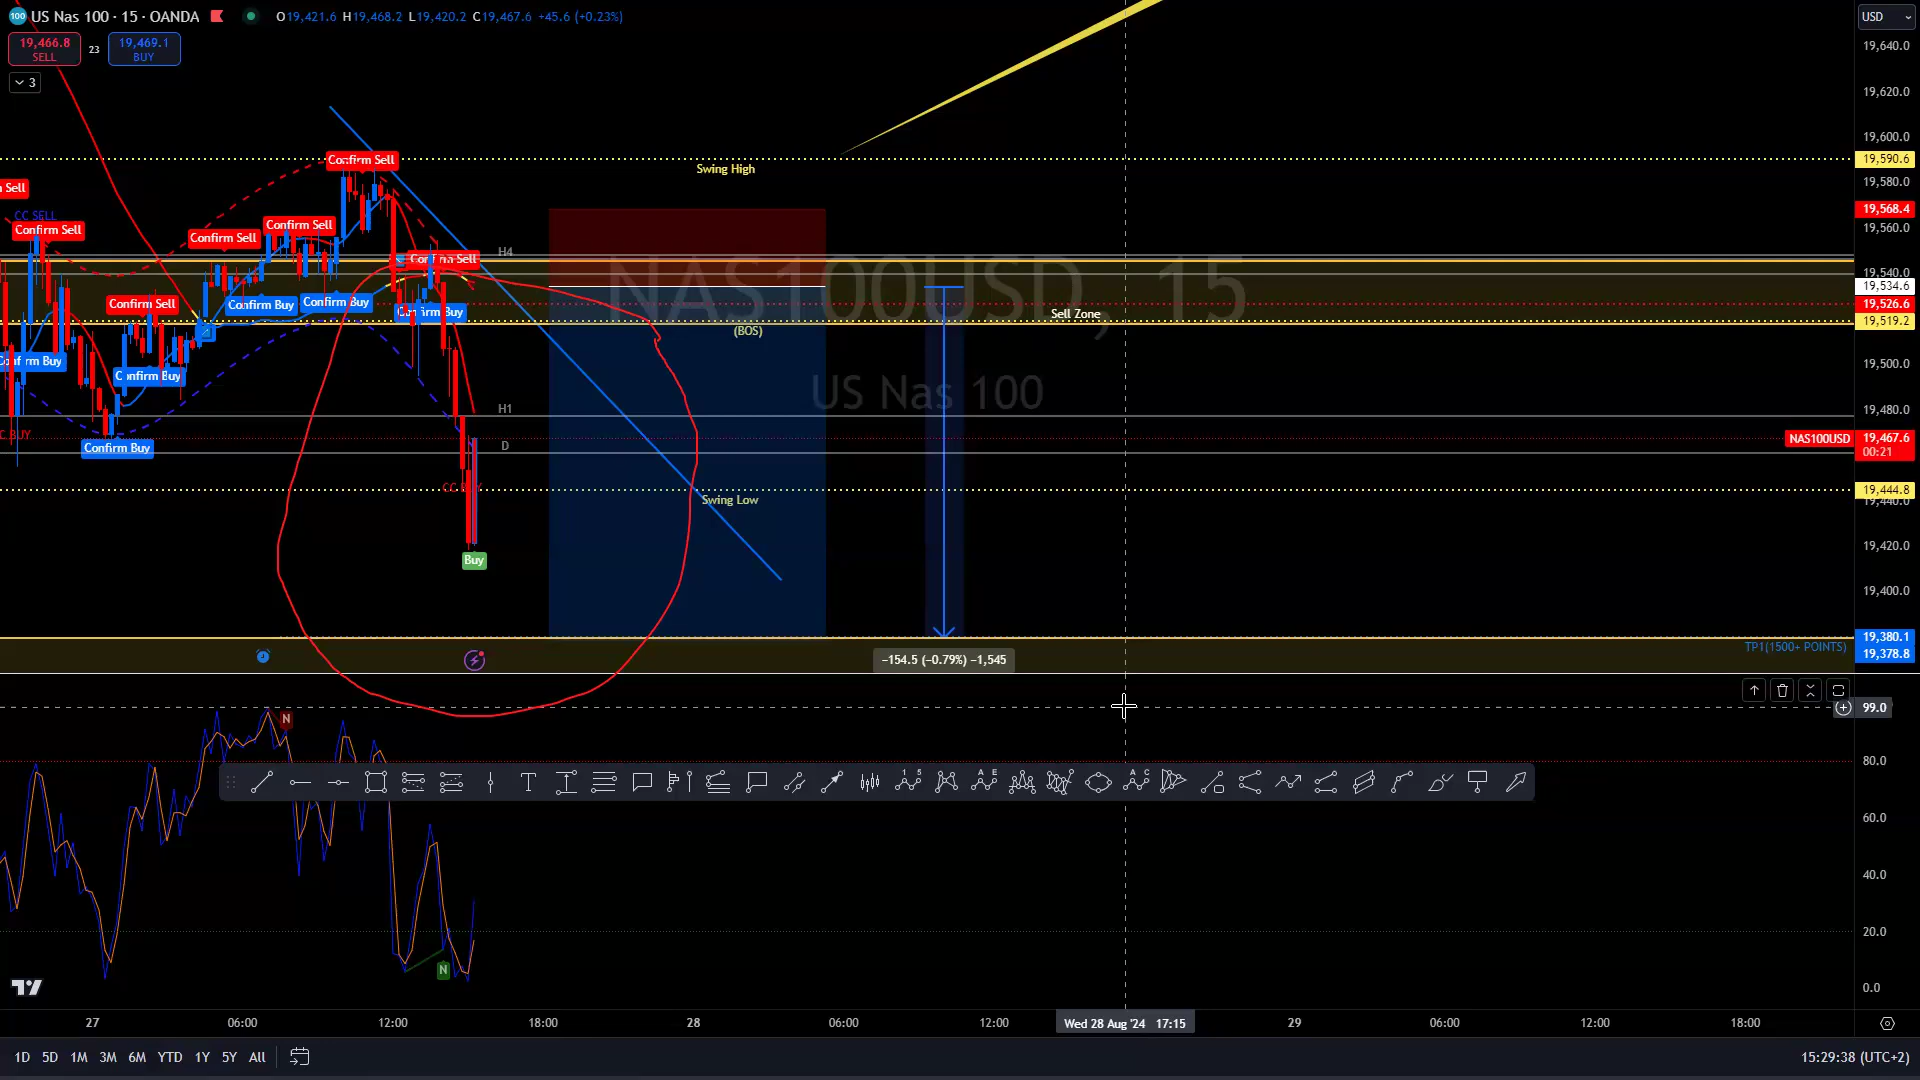 100 US Nas 100 · 15 · OANDA O19,421.6 H19,468.2 L19,420.2 C19,467.6 +45.6 (+0.23%)
19,466.8
SELL
23
19,469.1
BUY
3
USD
19,640.0
19,620.0
19,600.0
Swing High
19,590.6
Confirm Sell
19,580.0
Sell
CC SELL
19,568.4
Confirm Sell
Confirm Sell
Confirm Sell
19,560.0
Confirm Sell
H4
19,540.0
NAS100USD, 15
19,534.6
Confirm Sell
Confirm Buy
Confirm Buy
Confirm Buy
19,526.6
Sell Zone
19,519.2
(BOS)
Confirm Buy
Confirm Buy
19,500.0
US Nas 100
H1
19,480.0
C BUY
Confirm Buy
D
NAS100USD
19,467.6
00:21
Swing Low
19,444.8
19,440.0
19,420.0
Buy
19,400.0
19,380.1
TP1(1500+ POINTS)
19,378.8
−154.5 (−0.79%) −1,545
99.0
N
80.0
60.0
40.0
20.0
N
0.0
27 06:00 12:00 18:00 28 06:00 12:00 Wed 28 Aug '24 17:15 29 06:00 12:00 18:00
1D 5D 1M 3M 6M YTD 1Y 5Y All
15:29:38 (UTC+2)